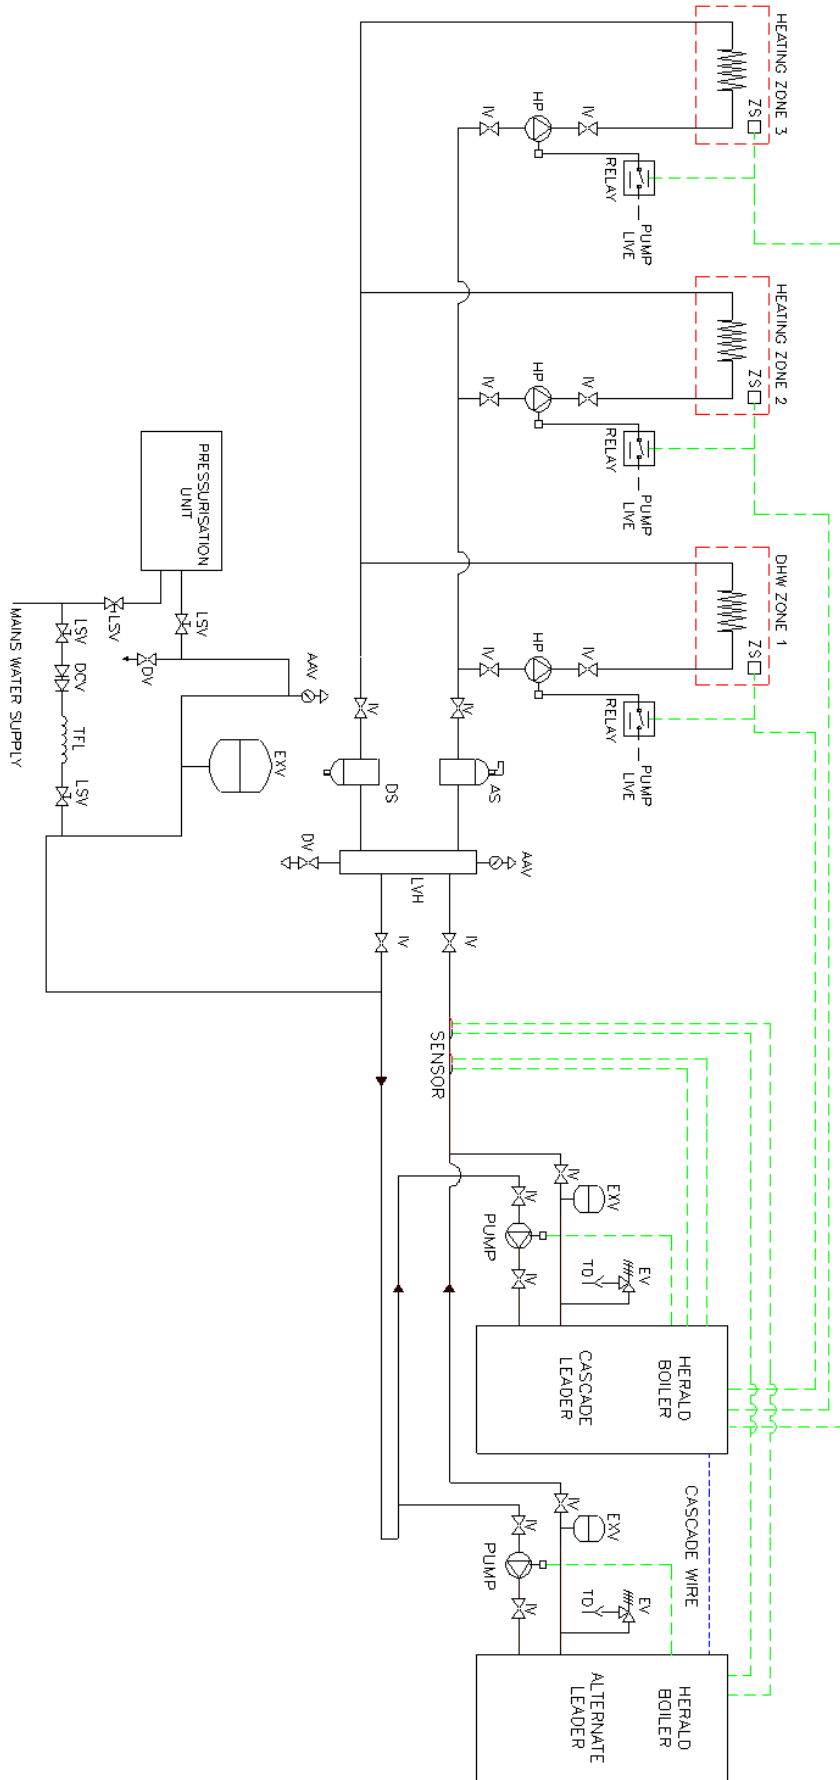 HEATING ZONE 3
ZS
RELAY
PUMP
LIVE
IV
HP
IV
HEATING ZONE 2
ZS
RELAY
PUMP
LIVE
IV
HP
IV
DHW ZONE 1
ZS
RELAY
PUMP
LIVE
IV
HP
IV
IV
AS
AAV
IV
DS
LVH
DV
IV
IV
SENSOR
PRESSURISATION
UNIT
LSV
LSV
DV
AAV
EXV
LSV
DCV
TFL
LSV
MAINS WATER SUPPLY
HERALD
BOILER
CASCADE
LEADER
EV
TD
EXV
IV
IV
PUMP
IV
CASCADE WIRE
HERALD
BOILER
ALTERNATE
LEADER
EV
TD
EXV
IV
IV
PUMP
IV